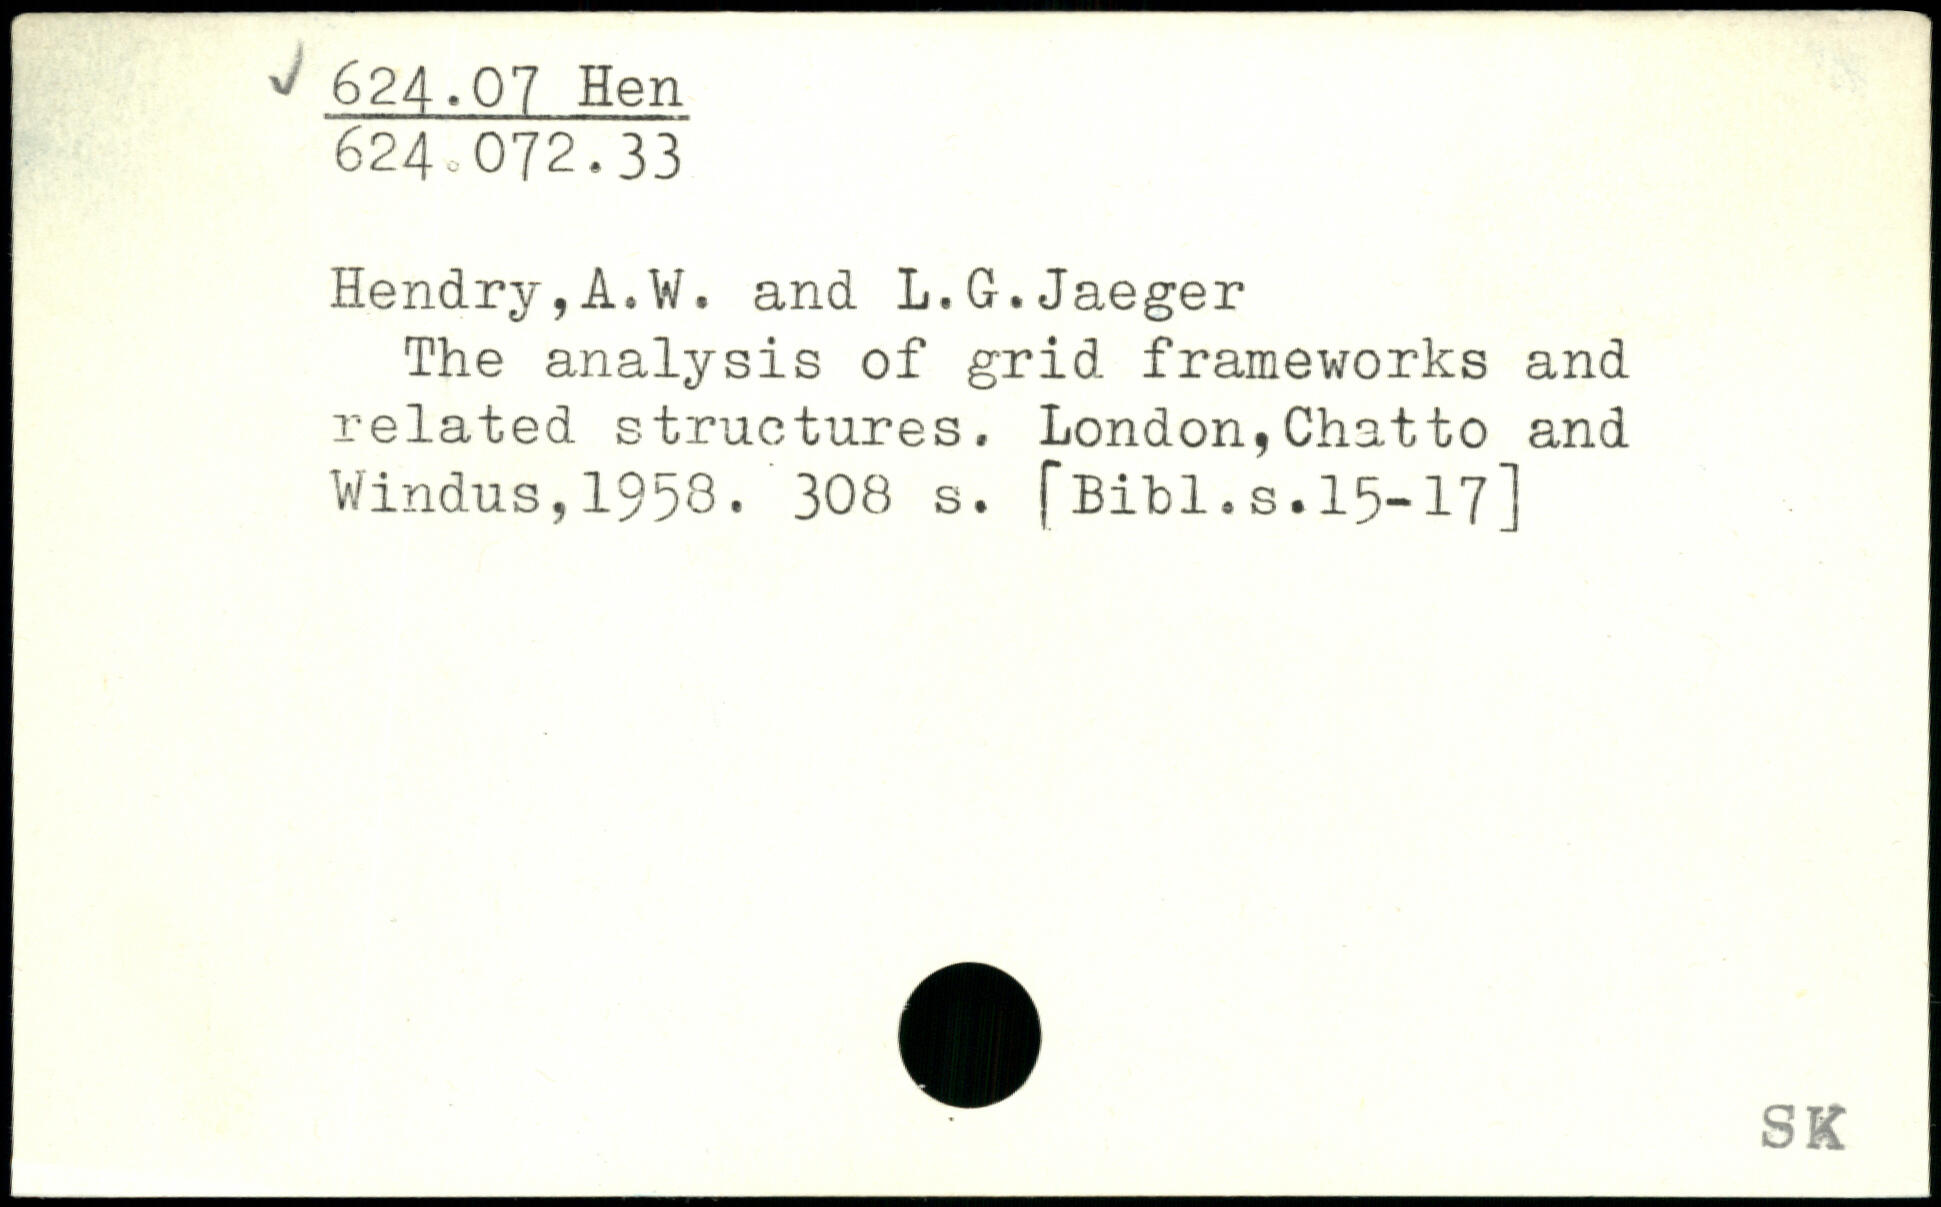 ✓ 624.07 Hen
624.072.33
Hendry,A.W. and L.G.Jaeger
The analysis of grid frameworks and
related structures. London,Chatto and
Windus,1958. 308 s. [Bibl.s.15-17]
SK